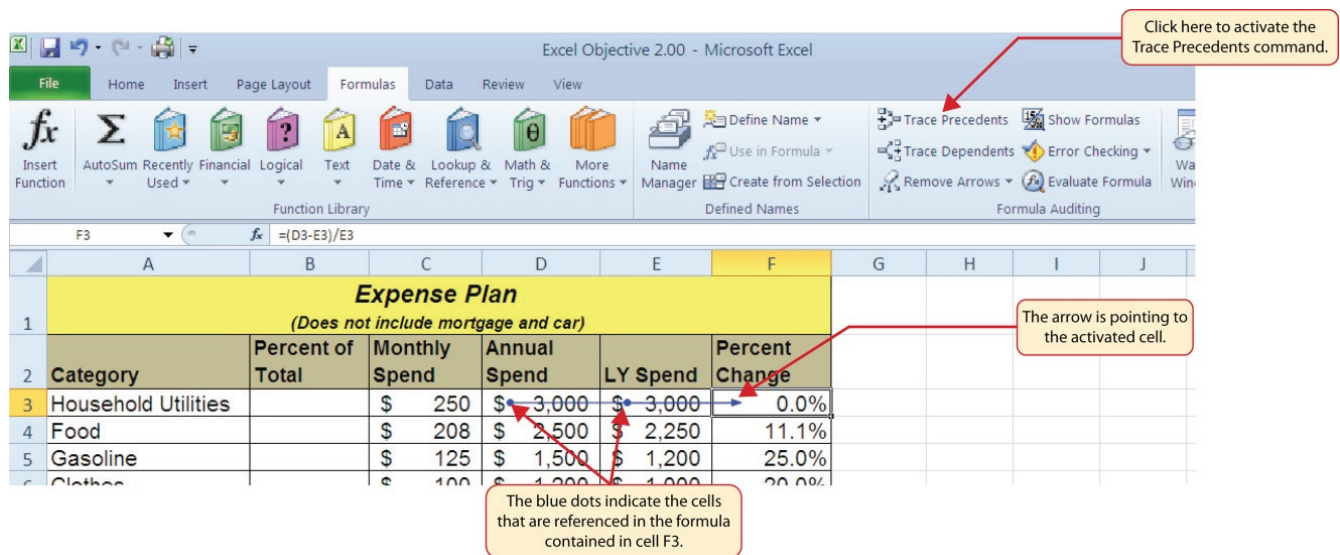 Click here to activate the
Trace Precedents command.
Excel Objective 2.00 - Microsoft Excel
File Home Insert Page Layout Formulas Data Review View
fx Σ ? A θ
Insert Function
AutoSum
Recently Used
Financial
Logical
Text
Date & Time
Lookup & Reference
Math & Trig
More Functions
Function Library
Name Manager
Define Name
Use in Formula
Create from Selection
Defined Names
Trace Precedents
Trace Dependents
Remove Arrows
Show Formulas
Error Checking
Evaluate Formula
Formula Auditing
F3 fx =(D3-E3)/E3
A B C D E F G H I J
1 Expense Plan
(Does not include mortgage and car)
2 Category Percent of Total Monthly Spend Annual Spend LY Spend Percent Change
3 Household Utilities $ 250 $ 3,000 $ 3,000 0.0%
4 Food $ 208 $ 2,500 $ 2,250 11.1%
5 Gasoline $ 125 $ 1,500 $ 1,200 25.0%
The arrow is pointing to
the activated cell.
The blue dots indicate the cells
that are referenced in the formula
contained in cell F3.